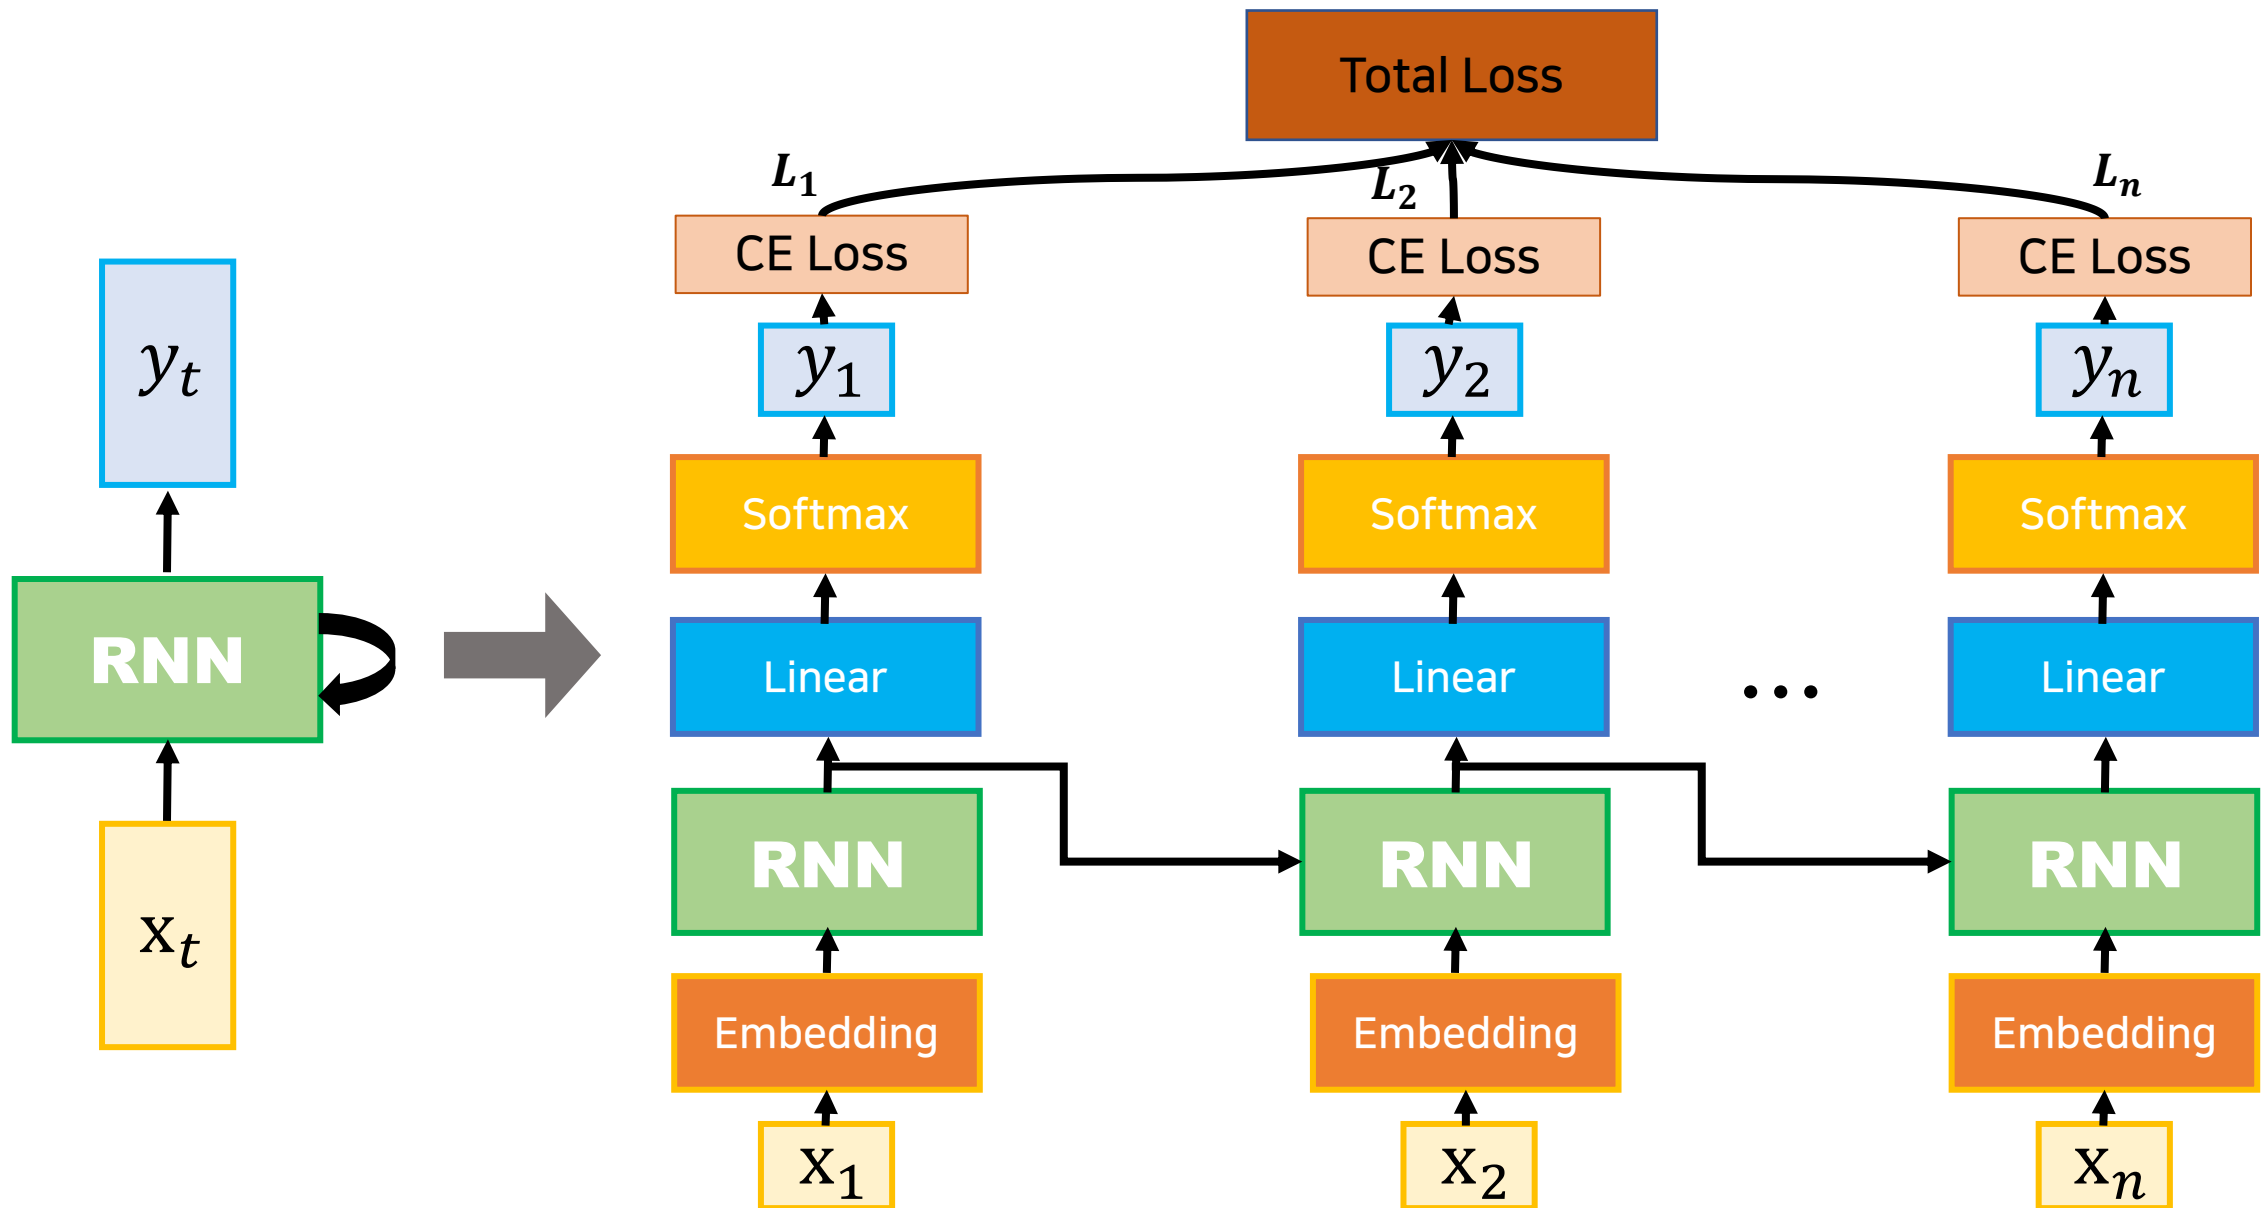 Total Loss
L₁
L₂
Lₙ
CE Loss
CE Loss
CE Loss
yₜ
y₁
y₂
yₙ
Softmax
Softmax
Softmax
RNN
Linear
Linear
...
Linear
RNN
RNN
RNN
xₜ
Embedding
Embedding
Embedding
x₁
x₂
xₙ